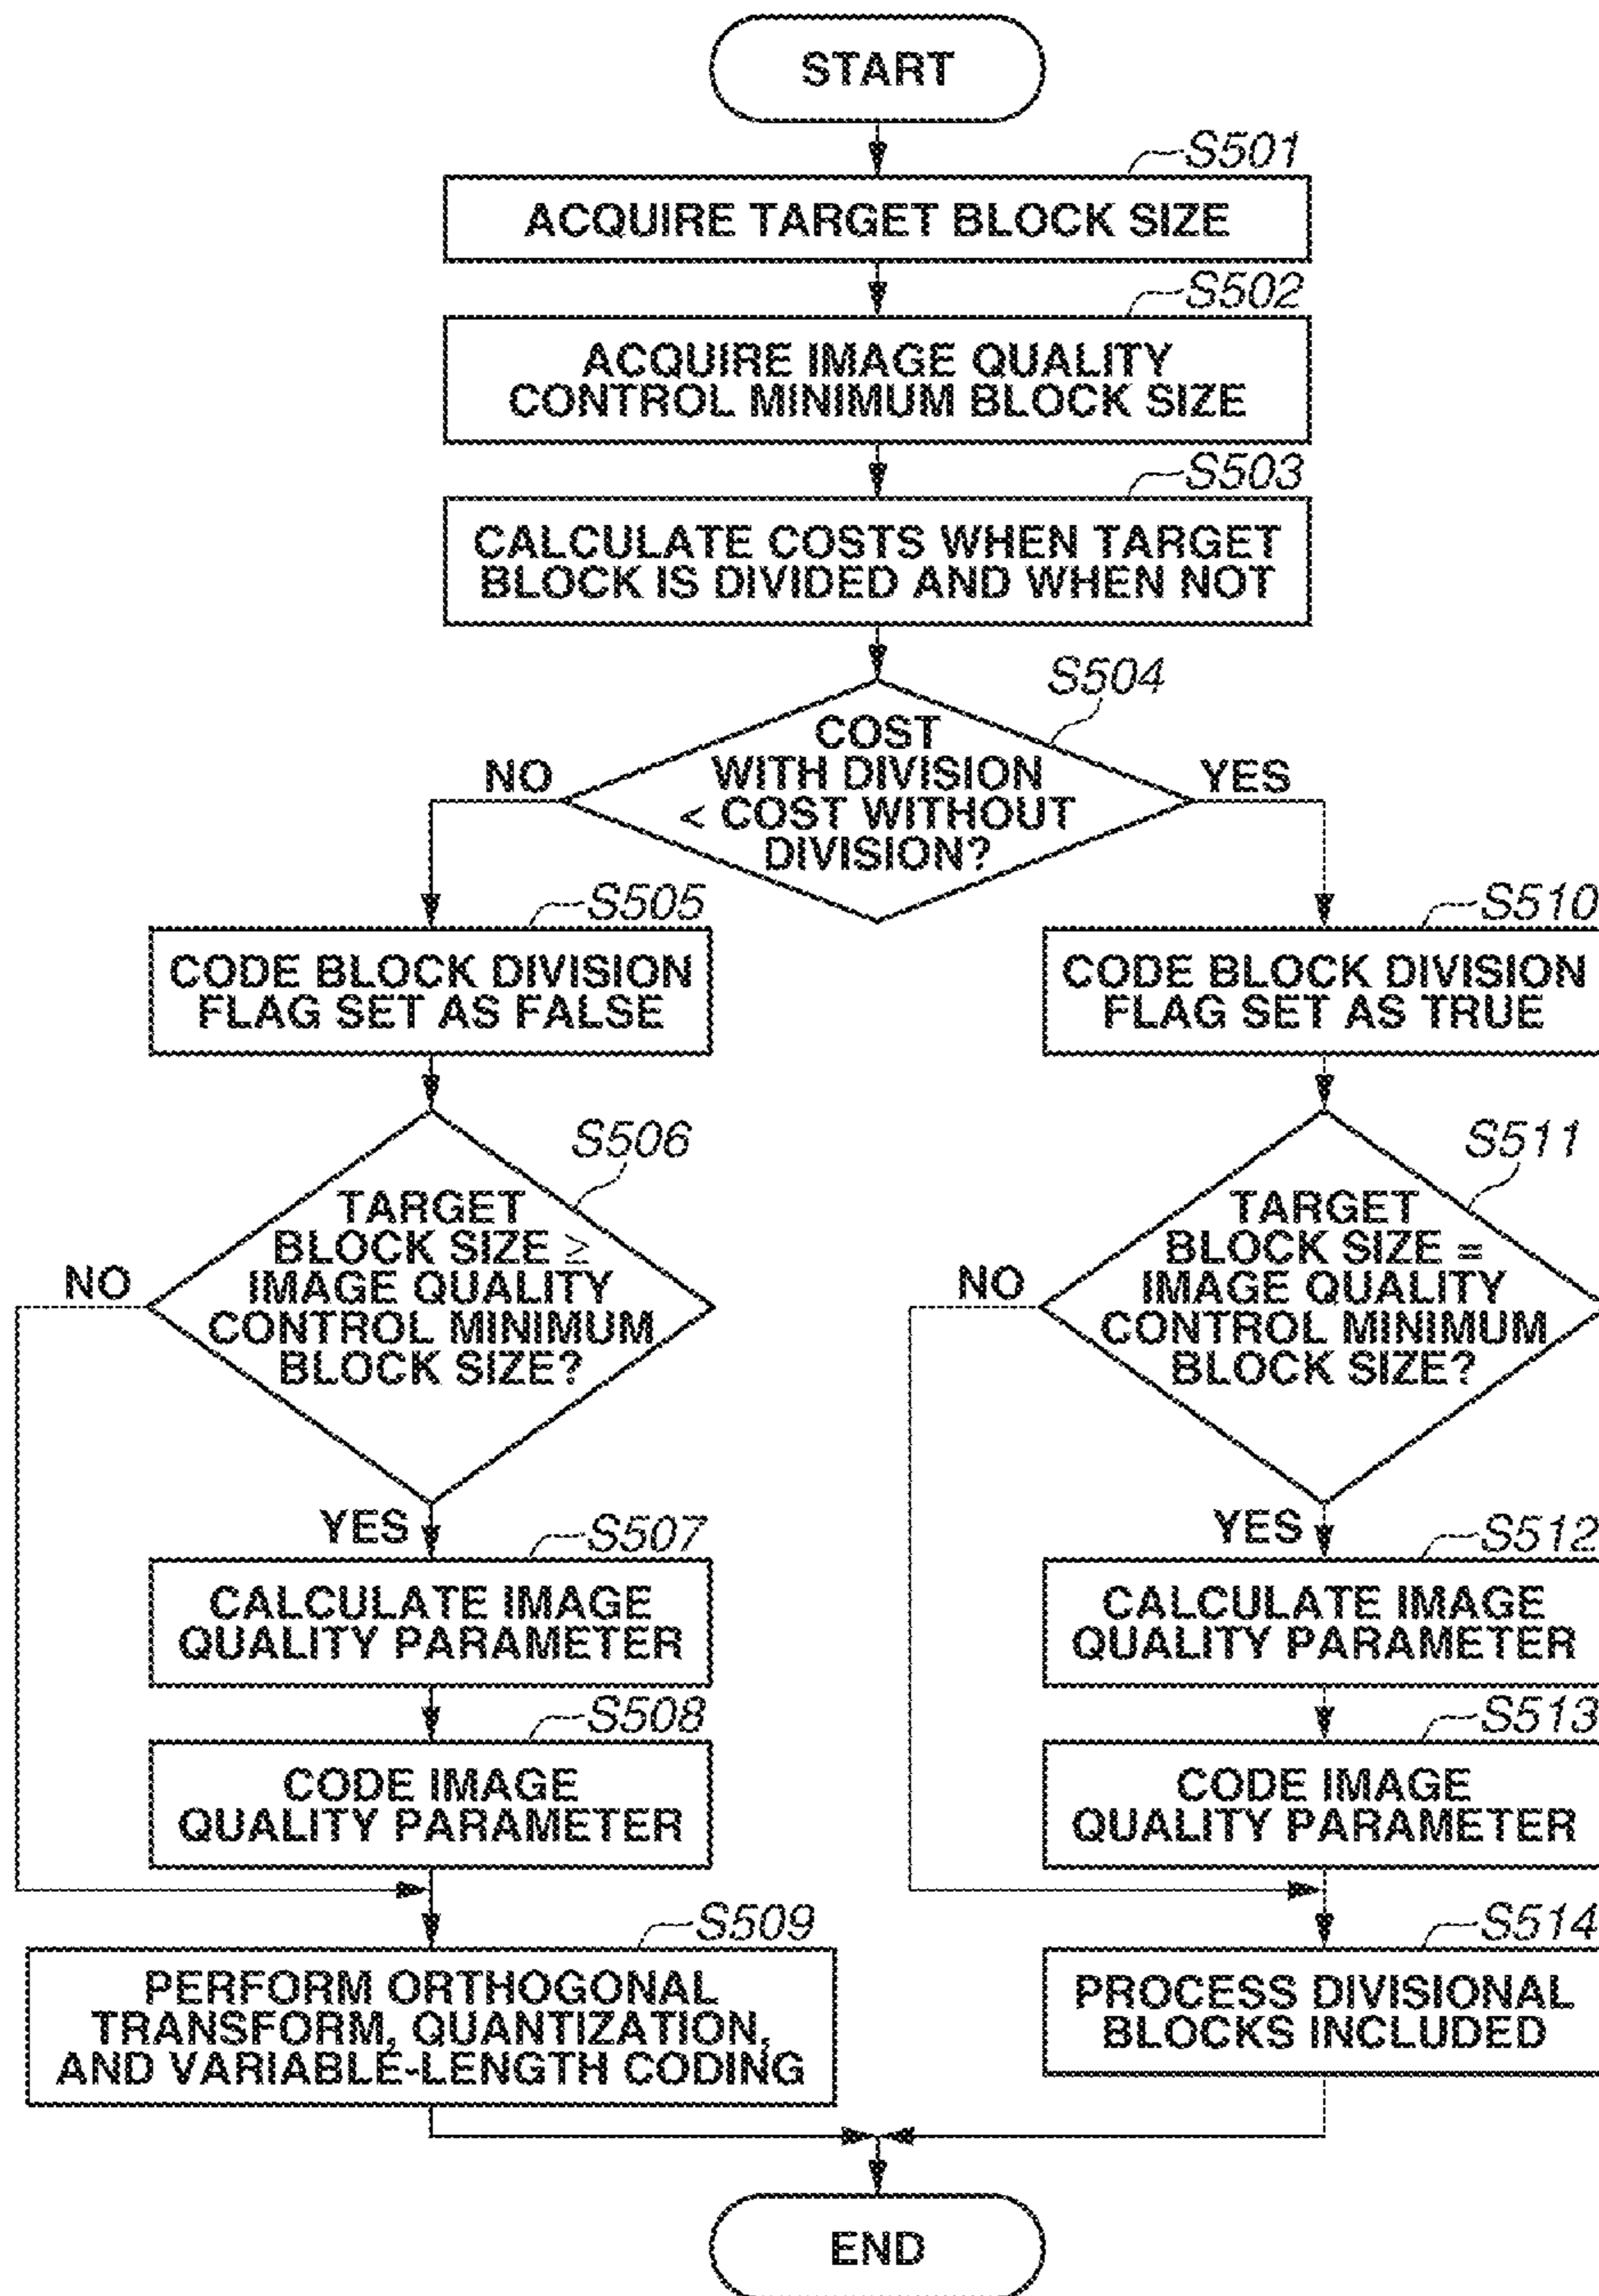 START
S501
ACQUIRE TARGET BLOCK SIZE
S502
ACQUIRE IMAGE QUALITY
CONTROL MINIMUM BLOCK SIZE
S503
CALCULATE COSTS WHEN TARGET
BLOCK IS DIVIDED AND WHEN NOT
S504
COST
WITH DIVISION
< COST WITHOUT
DIVISION?
NO
YES
S505
CODE BLOCK DIVISION
FLAG SET AS FALSE
S506
TARGET
BLOCK SIZE ≥
IMAGE QUALITY
CONTROL MINIMUM
BLOCK SIZE?
NO
YES
S507
CALCULATE IMAGE
QUALITY PARAMETER
S508
CODE IMAGE
QUALITY PARAMETER
S509
PERFORM ORTHOGONAL
TRANSFORM, QUANTIZATION,
AND VARIABLE-LENGTH CODING
S510
CODE BLOCK DIVISION
FLAG SET AS TRUE
S511
TARGET
BLOCK SIZE =
IMAGE QUALITY
CONTROL MINIMUM
BLOCK SIZE?
NO
YES
S512
CALCULATE IMAGE
QUALITY PARAMETER
S513
CODE IMAGE
QUALITY PARAMETER
S514
PROCESS DIVISIONAL
BLOCKS INCLUDED
END